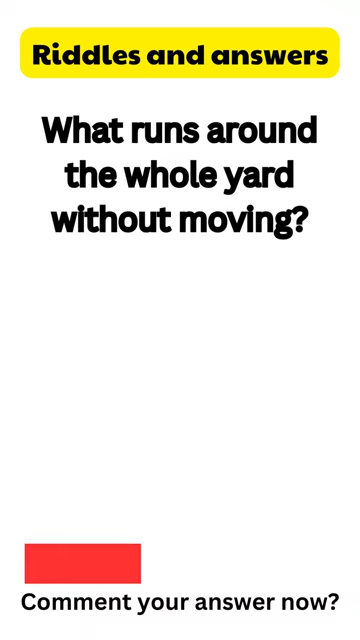 Riddles and answers
What runs around
the whole yard
without moving?
Comment your answer now?